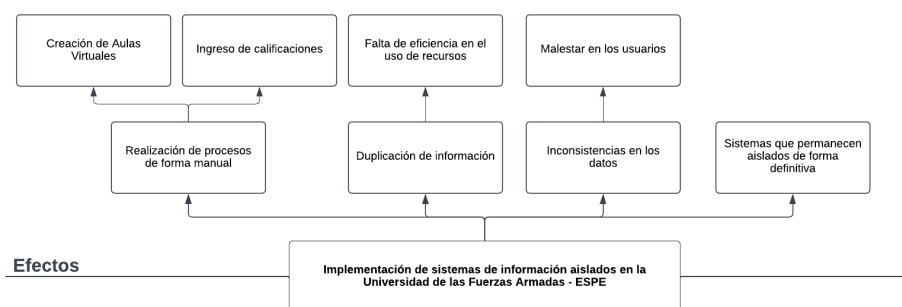 Creación de Aulas
Virtuales
Ingreso de calificaciones
Falta de eficiencia en el
uso de recursos
Malestar en los usuarios
Realización de procesos
de forma manual
Duplicación de información
Inconsistencias en los
datos
Sistemas que permanecen
aislados de forma
definitiva
Efectos
Implementación de sistemas de información aislados en la
Universidad de las Fuerzas Armadas - ESPE